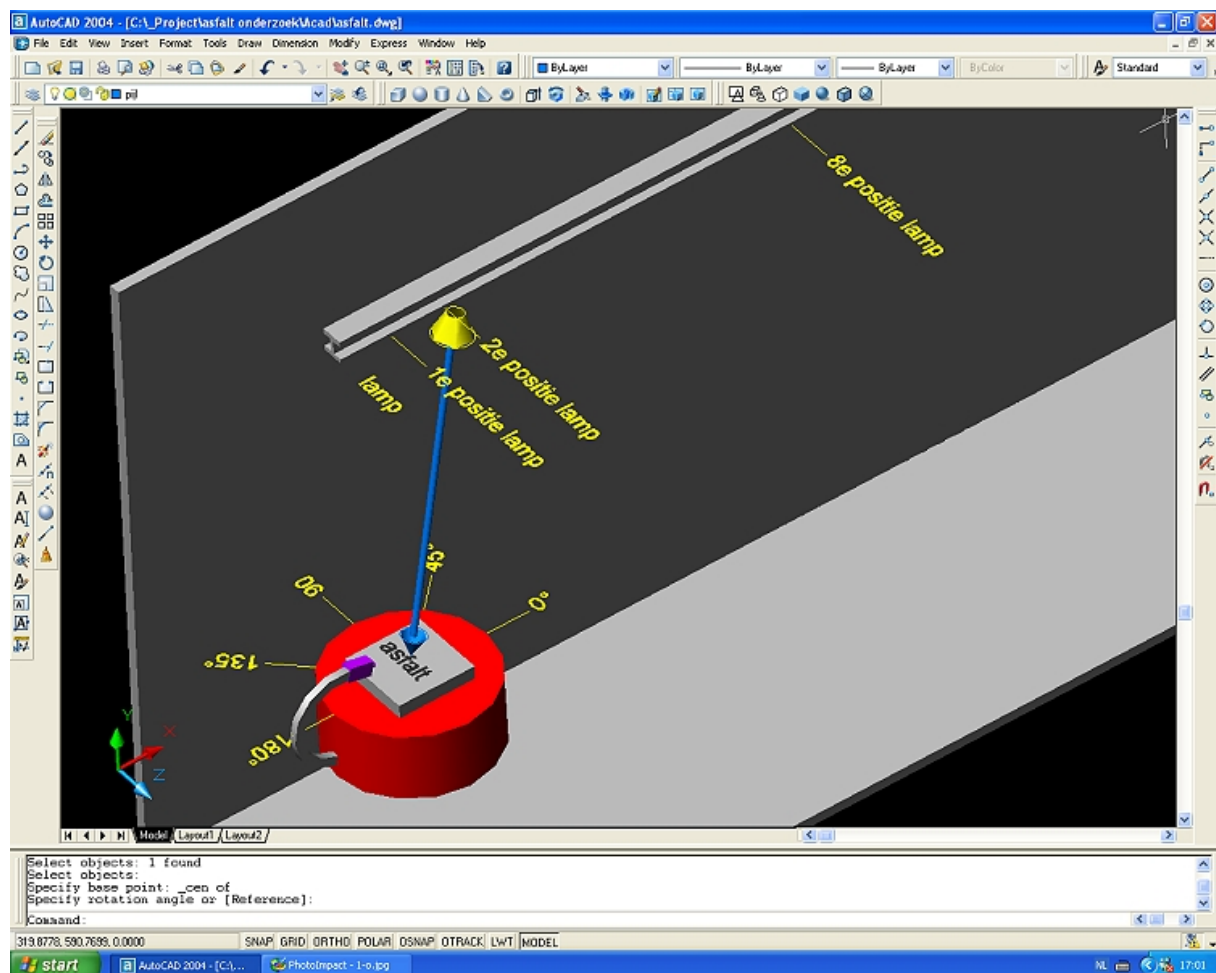 AutoCAD 2004 - [C:\_Project\asfalt onderzoek\Acad\asfalt.dwg]
File Edit View Insert Format Tools Draw Dimension Modify Express Window Help
ByLayer ByLayer ByLayer ByColor Standard
pijl
8e positie lamp
2e positie lamp
1e positie lamp
lamp
45°
90
0°
135°
asfalt
180°
Y
X
Z
Model Layout1 Layout2
Select objects: 1 found
Select objects:
Specify base point: _cen of
Specify rotation angle or [Reference]:
Command:
319.8778, 590.7699, 0.0000 SNAP GRID ORTHO POLAR OSNAP OTRACK LWT MODEL
start AutoCAD 2004 - [C:\... PhotoImpact - 1-o.jpg NL 17:01